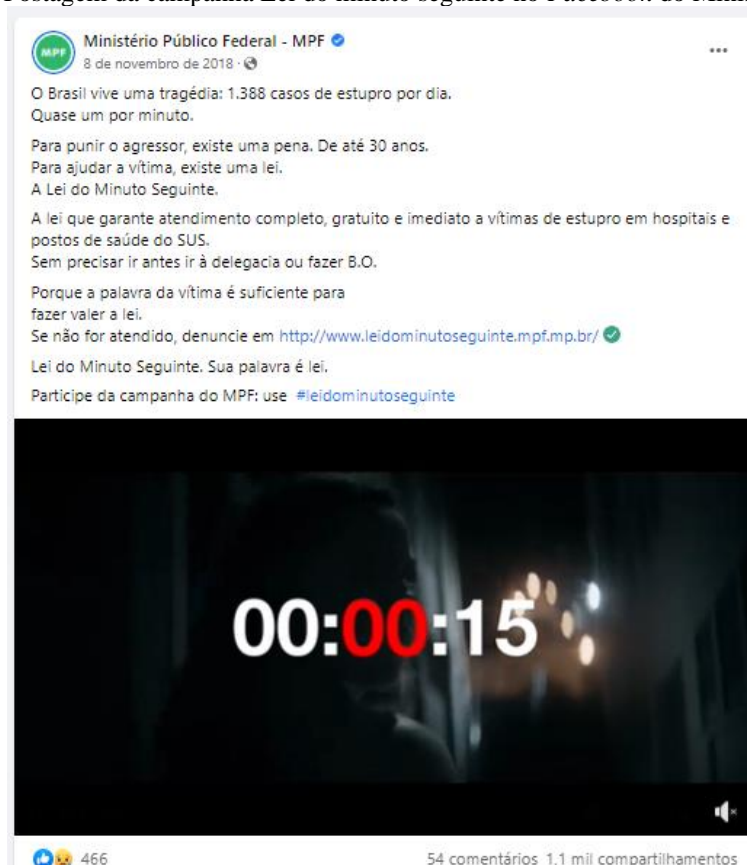 Postagem da campanha Lei do minuto seguinte no Facebook do
Ministério Público Federal - MPF
MPF
8 de novembro de 2018 ·
O Brasil vive uma tragédia: 1.388 casos de estupro por dia.
Quase um por minuto.
Para punir o agressor, existe uma pena. De até 30 anos.
Para ajudar a vítima, existe uma lei.
A Lei do Minuto Seguinte.
A lei que garante atendimento completo, gratuito e imediato a vítimas de estupro em hospitais e
postos de saúde do SUS.
Sem precisar ir antes ir à delegacia ou fazer B.O.
Porque a palavra da vítima é suficiente para
fazer valer a lei.
Se não for atendido, denuncie em http://www.leidominutoseguinte.mpf.mp.br/
Lei do Minuto Seguinte. Sua palavra é lei.
Participe da campanha do MPF: use #leidominutoseguinte
00:00:15
466
54 comentários 1,1 mil compartilhamentos